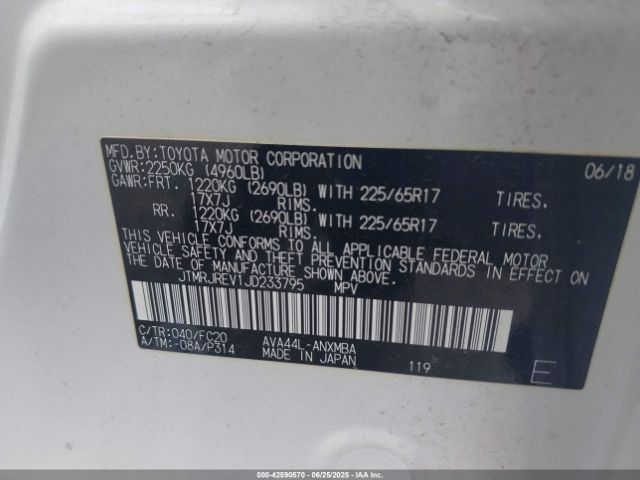 MFD.BY:TOYOTA MOTOR CORPORATION 06/18
GVWR:2250KG (4960LB)
GAWR:FRT. 1220KG (2690LB) WITH 225/65R17 TIRES,
17X7J RIMS,
RR. 1220KG (2690LB) WITH 225/65R17 TIRES,
17X7J RIMS.
THIS VEHICLE CONFORMS TO ALL APPLICABLE FEDERAL MOTOR
VEHICLE SAFETY AND THEFT PREVENTION STANDARDS IN EFFECT ON
THE DATE OF MANUFACTURE SHOWN ABOVE.
JTMRJREV1JD233795 MPV
C/TR:040/FC20 AVA44L-ANXMBA
A/TM:-08A/P314 MADE IN JAPAN 119 E
000-42590570 | 06/25/2025 - IAA Inc.